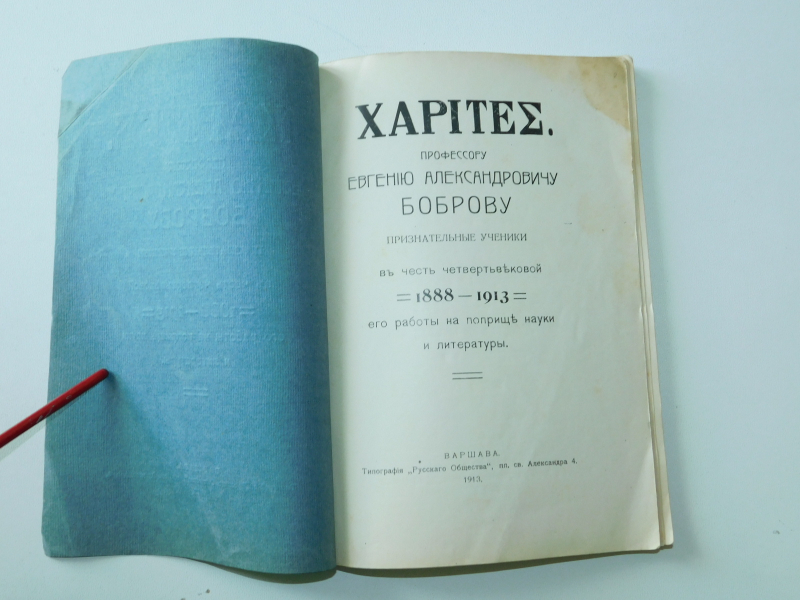 ΧΑΡΙΤΕΣ.
ПРОФЕССОРУ
ЕВГЕНІЮ АЛЕКСАНДРОВИЧУ
БОБРОВУ
ПРИЗНАТЕЛЬНЫЕ УЧЕНИКИ
въ честь четвертьвѣковой
=1888—1913=
его работы на поприщѣ науки
и литературы.
ВАРШАВА.
Типографія „Русскаго Общества", пл. св. Александра 4.
1913.